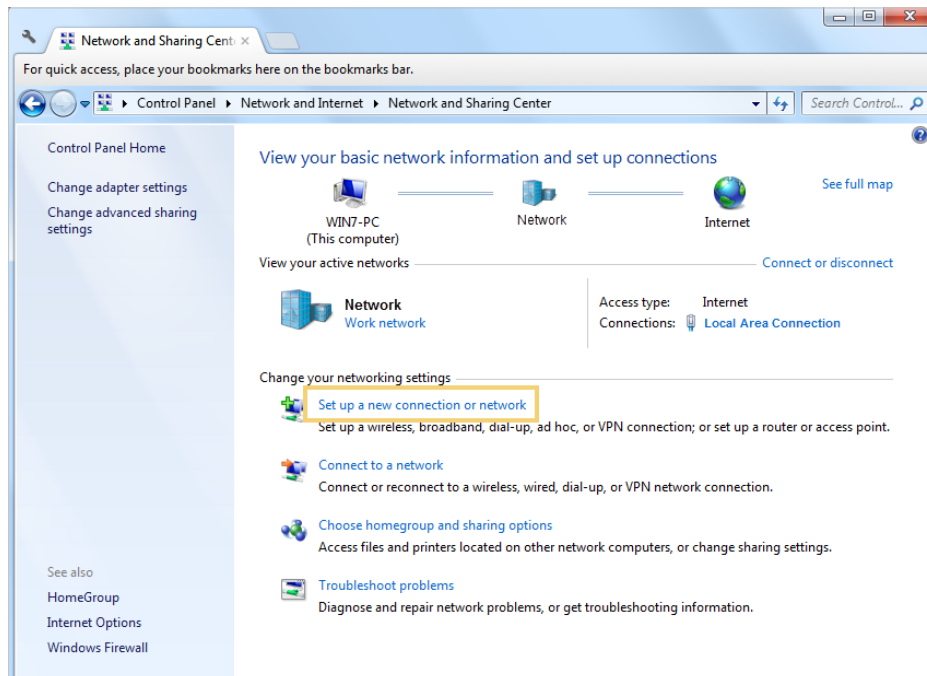 Network and Sharing Cent
For quick access, place your bookmarks here on the bookmarks bar.
Control Panel Network and Internet Network and Sharing Center
Search Control...
Control Panel Home
Change adapter settings
Change advanced sharing
settings
View your basic network information and set up connections
See full map
WIN7-PC
(This computer)
Network
Internet
View your active networks
Connect or disconnect
Network
Work network
Access type: Internet
Connections: Local Area Connection
Change your networking settings
Set up a new connection or network
Set up a wireless, broadband, dial-up, ad hoc, or VPN connection; or set up a router or access point.
Connect to a network
Connect or reconnect to a wireless, wired, dial-up, or VPN network connection.
Choose homegroup and sharing options
Access files and printers located on other network computers, or change sharing settings.
Troubleshoot problems
Diagnose and repair network problems, or get troubleshooting information.
See also
HomeGroup
Internet Options
Windows Firewall